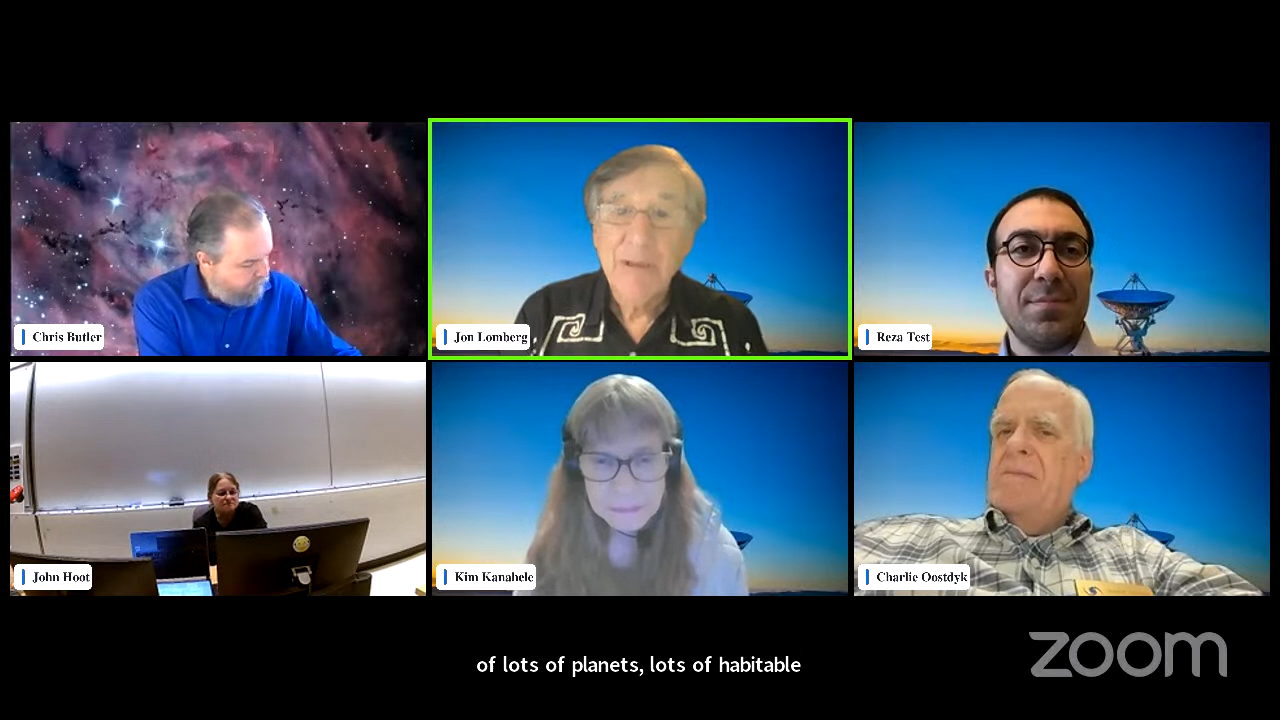 Chris Butler
Jon Lomberg
Reza Test
John Hoot
Kim Kanahele
Charlie Oostdyk
of lots of planets, lots of habitable
zoom